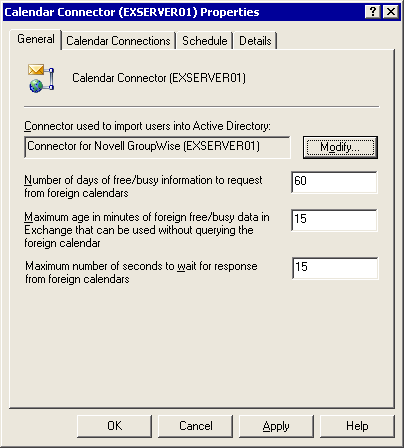 Calendar Connector (EXSERVER01) Properties
General Calendar Connections Schedule Details
Calendar Connector (EXSERVER01)
Connector used to import users into Active Directory:
Connector for Novell GroupWise (EXSERVER01) Modify...
Number of days of free/busy information to request 60
from foreign calendars
Maximum age in minutes of foreign free/busy data in 15
Exchange that can be used without querying the
foreign calendar
Maximum number of seconds to wait for response 15
from foreign calendars
OK Cancel Apply Help